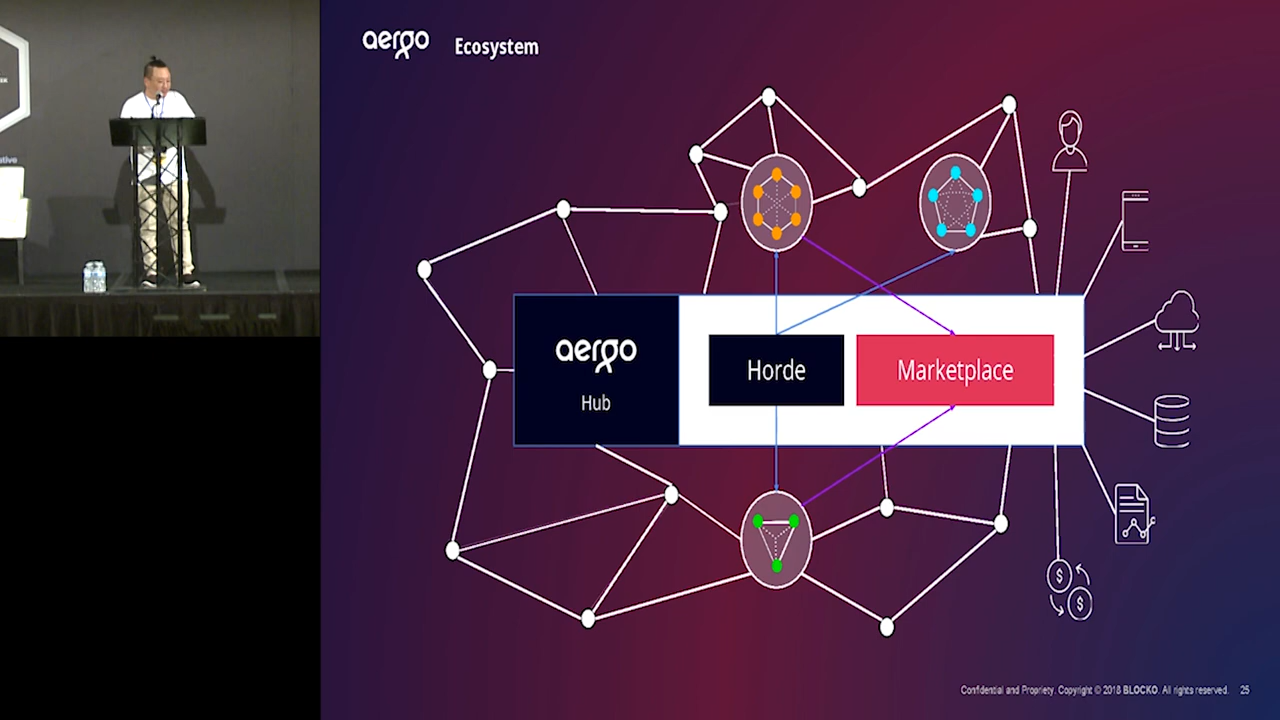 aergo Ecosystem
aergo
Hub
Horde
Marketplace
$
$
Confidential and Propriety. Copyright © 2018 BLOCKO. All rights reserved. 25